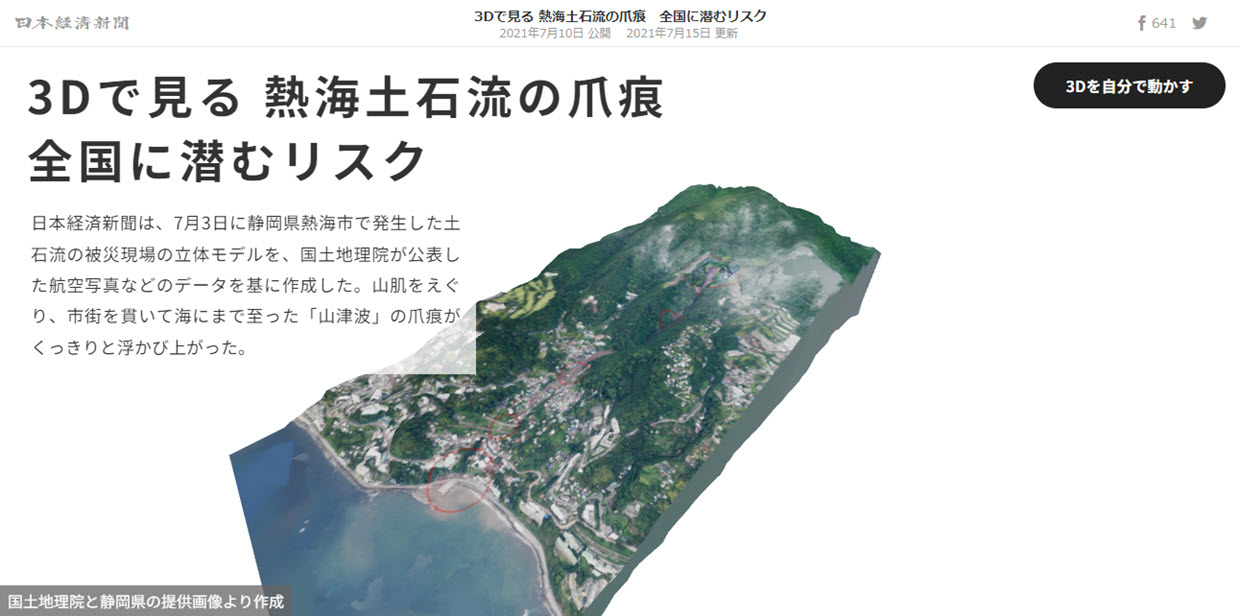 日本経済新聞
3Dで見る 熱海土石流の爪痕　全国に潜むリスク
2021年7月10日 公開　2021年7月15日 更新
641
3Dを自分で動かす
3Dで見る 熱海土石流の爪痕
全国に潜むリスク
日本経済新聞は、7月3日に静岡県熱海市で発生した土
石流の被災現場の立体モデルを、国土地理院が公表し
た航空写真などのデータを基に作成した。山肌をえぐ
り、市街を貫いて海にまで至った「山津波」の爪痕が
くっきりと浮かび上がった。
国土地理院と静岡県の提供画像より作成